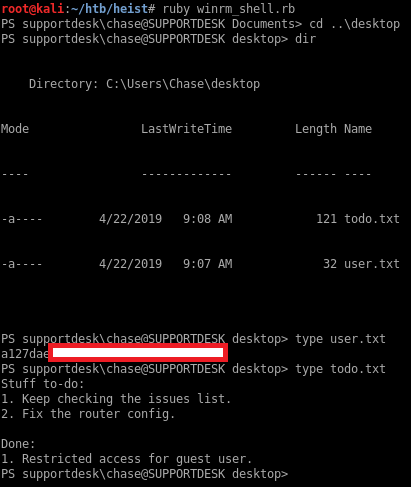 root@kali:~/htb/heist# ruby winrm_shell.rb
PS supportdesk\chase@SUPPORTDESK Documents> cd ..\desktop
PS supportdesk\chase@SUPPORTDESK desktop> dir
Directory: C:\Users\Chase\desktop
Mode LastWriteTime Length Name
---- ------------- ------ ----
-a---- 4/22/2019 9:08 AM 121 todo.txt
-a---- 4/22/2019 9:07 AM 32 user.txt
PS supportdesk\chase@SUPPORTDESK desktop> type user.txt
a127dae
PS supportdesk\chase@SUPPORTDESK desktop> type todo.txt
Stuff to-do:
1. Keep checking the issues list.
2. Fix the router config.
Done:
1. Restricted access for guest user.
PS supportdesk\chase@SUPPORTDESK desktop>